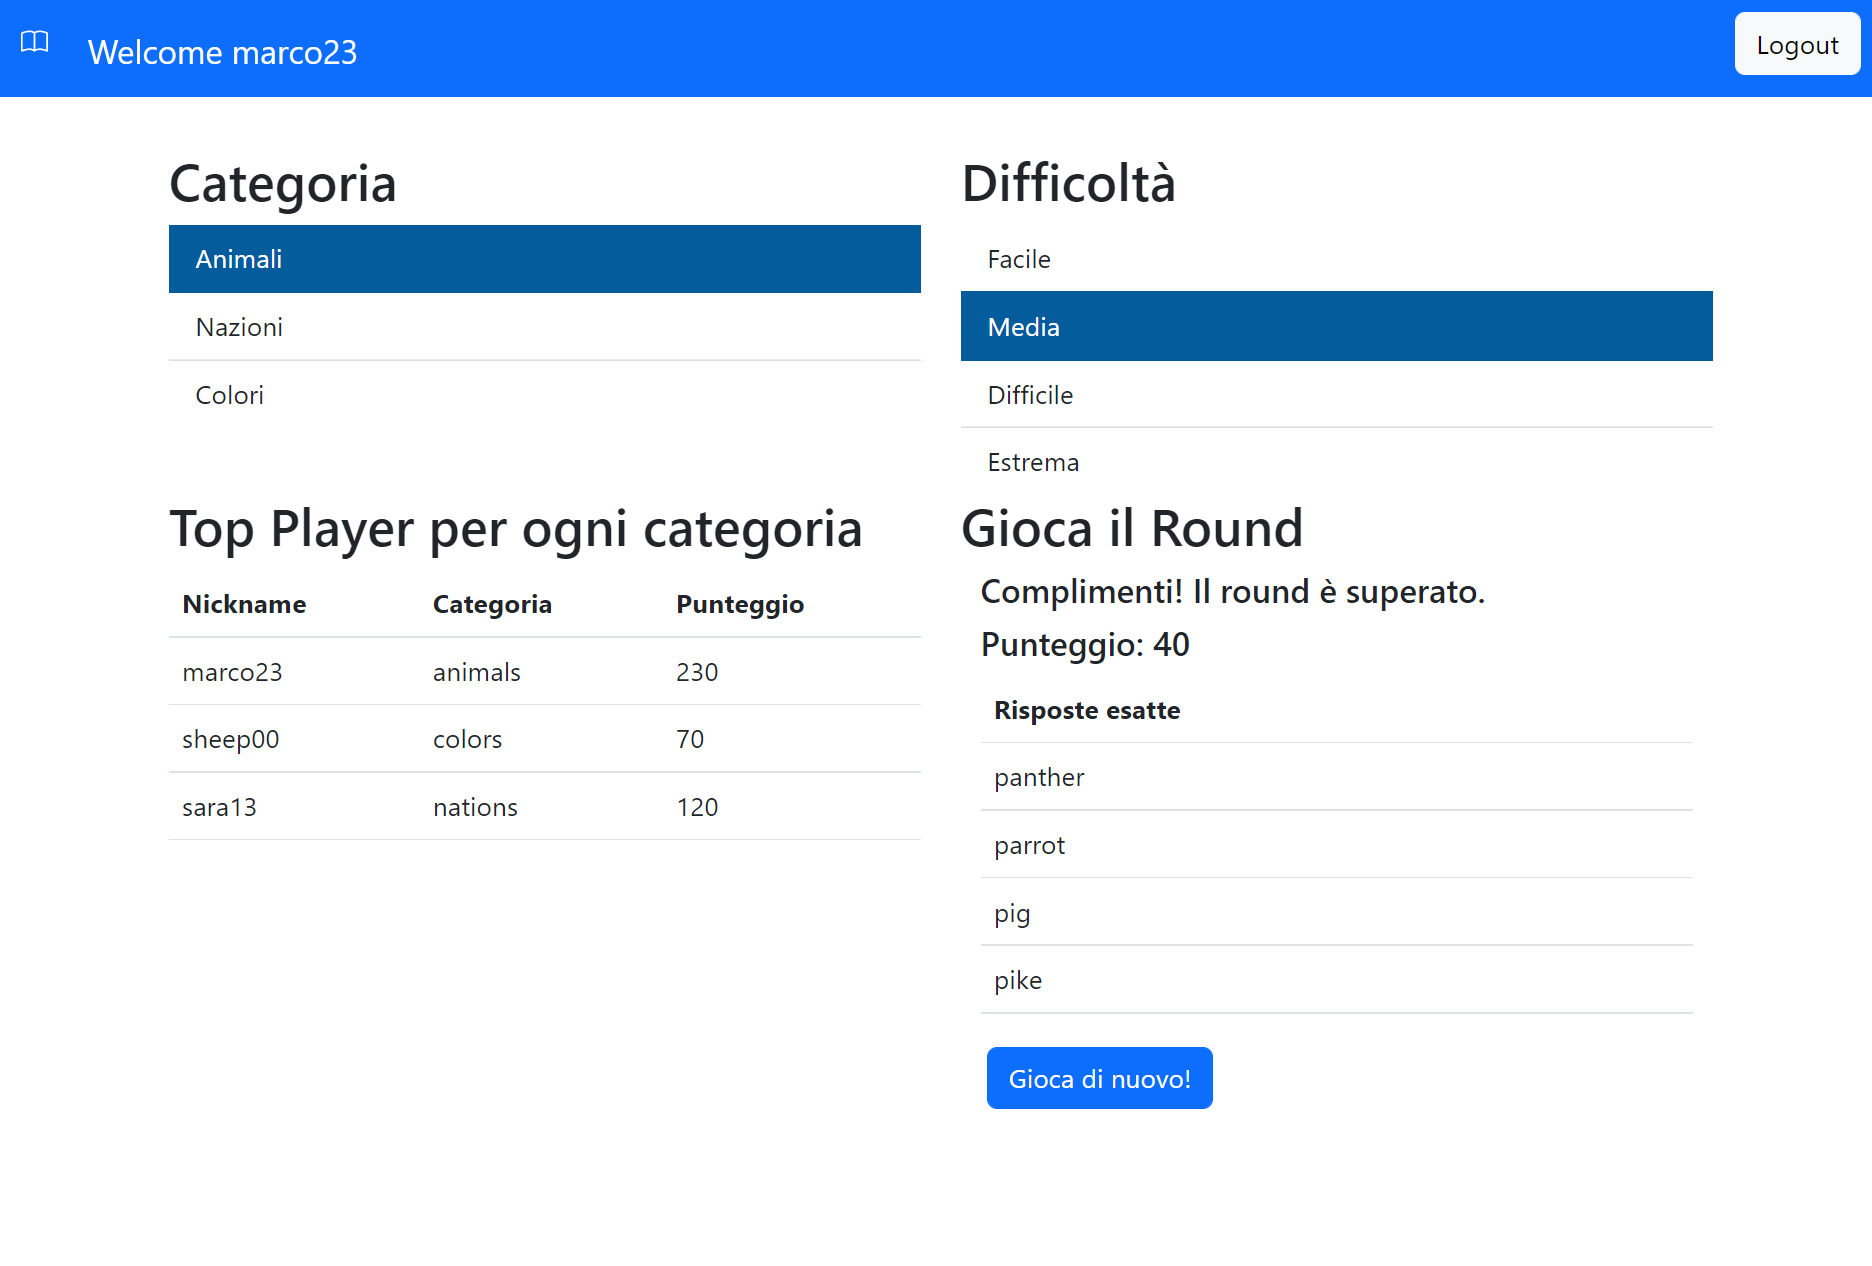 Welcome marco23
Logout
Categoria
Animali
Nazioni
Colori
Difficoltà
Facile
Media
Difficile
Estrema
Top Player per ogni categoria
Nickname Categoria Punteggio
marco23 animals 230
sheep00 colors 70
sara13 nations 120
Gioca il Round
Complimenti! Il round è superato.
Punteggio: 40
Risposte esatte
panther
parrot
pig
pike
Gioca di nuovo!